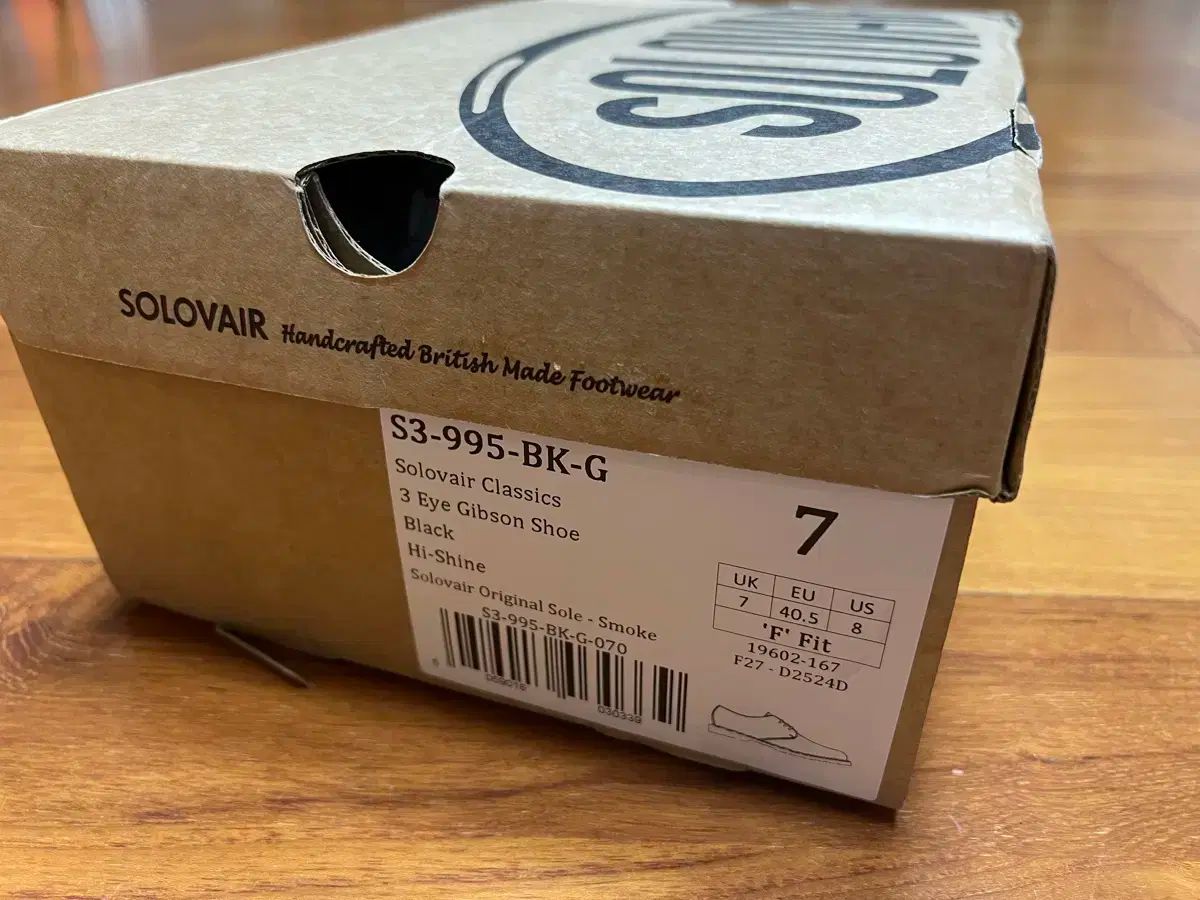 SOLOVAIR
SOLOVAIR Handcrafted British Made Footwear
S3-995-BK-G
Solovair Classics
3 Eye Gibson Shoe
Black
Hi-Shine
Solovair Original Sole - Smoke
S3-995-BK-G-070
7
UK EU US
7 40.5 8
'F' Fit
19602-167
F27 - D2524D
030339